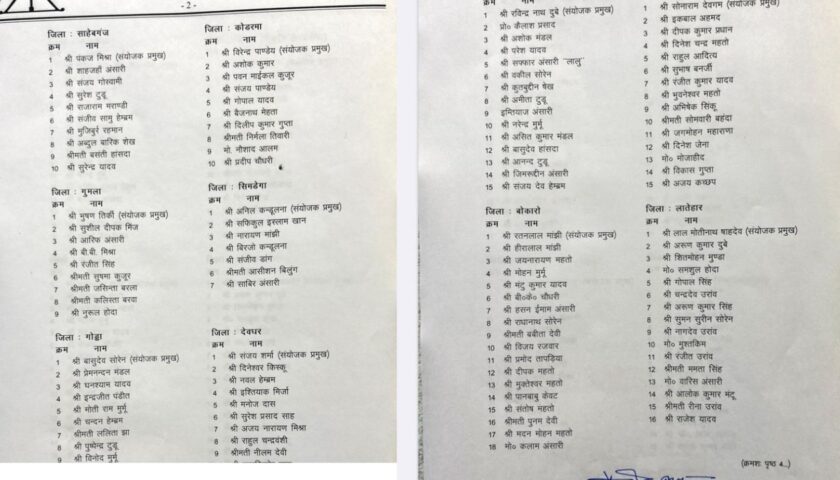 - 2 -
जिला : साहेबगंज
क्रम नाम
1 श्री पंकज मिश्रा (संयोजक प्रमुख)
2 श्री शाहजहाँ अंसारी
3 श्री संजय गोस्वामी
4 श्री सुरेश टुडू
5 श्री राजाराम मराण्डी
6 श्री संजीव सामु हेम्ब्रम
7 श्री मुजिबुर्र रहमान
8 श्री अब्दुल बारिक शेख
9 श्रीमती बसंती हांसदा
10 श्री सुरेन्द्र यादव
जिला : कोडरमा
क्रम नाम
1 श्री विरेन्द पाण्डेय (संयोजक प्रमुख)
2 श्री अशोक कुमार
3 श्री पवन माईकल कुजूर
4 श्री संजय पाण्डेय
5 श्री गोपाल यादव
6 श्री बैजनाथ मेहता
7 श्री दिलीप कुमार गुप्ता
8 श्रीमती निर्मला तिवारी
9 मो. नौशाद आलम
10 श्री प्रदीप चौधरी
जिला : गुमला
क्रम नाम
1 श्री भुषण तिर्की (संयोजक प्रमुख)
2 श्री सुशील दीपक मिंज
3 श्री आरिफ अंसारी
4 श्री बी.बी. मिश्रा
5 श्री रंजीत सिंह
6 श्रीमती सुषमा कुजूर
7 श्रीमती जसिन्ता बरला
8 श्रीमती कलिस्ता बरवा
9 श्री नुरूल होदा
जिला : सिमडेगा
क्रम नाम
1 श्री अनिल कन्डूलना (संयोजक प्रमुख)
2 श्री सफिकुल इस्लाम खान
3 श्री नारायण मांझी
4 श्री बिरजो कन्डूलना
5 श्री संजीव डांग
6 श्रीमती आसीशन बिलुंग
7 श्री साबिर अंसारी
जिला : गोड्डा
क्रम नाम
1 श्री बासुदेव सोरेन (संयोजक प्रमुख)
2 श्री प्रेमनन्दन मंडल
3 श्री घनश्याम यादव
4 श्री इन्द्रजीत पंडीत
5 श्री मोती राम मुर्मू
6 श्री चन्दन हेम्ब्रम
7 श्रीमती ललिता झा
8 श्री पुष्पेन्द्र टुडू
9 श्री विनोद मुर्मू
जिला : देवघर
क्रम नाम
1 श्री संजय शर्मा (संयोजक प्रमुख)
2 श्री दिनेश्वर किस्कू
3 श्री नवल हेम्ब्रम
4 श्री इश्तियाक मिर्जा
5 श्री मनोज दास
6 श्री सुरेश प्रसाद साह
7 श्री अजय नारायण मिश्रा
8 श्री राहुल चन्द्रवंशी
9 श्रीमती नीलम देवी
क्रम नाम
1 श्री रविन्द्र नाथ दुबे (संयोजक प्रमुख)
2 प्रो० कैलाश प्रसाद
3 श्री अशोक मंडल
4 श्री परेश यादव
5 श्री सफ्फार अंसारी "लालु"
6 श्री वकील सोरेन
7 श्री कुतबुद्दीन षेख
8 श्री अमीता टुडू
9 इम्तियाज अंसारी
10 श्री नरेन्द्र मुर्मू
11 श्री असित कुमार मंडल
12 श्री बासुदेव हांसदा
13 श्री आनन्द टुडू
14 श्री जिमरूद्दीन अंसारी
15 श्री संजय देव हेम्ब्रम
1 श्री सोनाराम देवगम (संयोजक प्रमुख)
2 श्री इकबाल अहमद
3 श्री दीपक कुमार प्रधान
4 श्री दिनेश चन्द्र महतो
5 श्री राहुल आदित्य
6 श्री सुभाष बनर्जी
7 श्री रंजीत कुमार यादव
8 श्री भुवनेश्वर महतो
9 श्री अभिषेक सिंकू
10 श्रीमती सोमवारी बहंदा
11 श्री जगमोहन महाराणा
12 श्री दिनेश जेना
13 मो० मोजाहीद
14 श्री विकास गुप्ता
15 श्री अजय कच्छप
जिला : बोकारो
क्रम नाम
1 श्री रतनलाल मांझी (संयोजक प्रमुख)
2 श्री हीरालाल मांझी
3 श्री जयनारायण महतो
4 श्री मोहन मुर्मू
5 श्री मंटु कुमार यादव
6 श्री बी०के० चौधरी
7 श्री हसन ईमाम अंसारी
8 श्री राघानाथ सोरेन
9 श्रीमती बबीता देवी
10 श्री विजय रजवार
11 श्री प्रमोद तापड़िया
12 श्री दीपक महतो
13 श्री मुक्तेश्वर महतो
14 श्री पानबाबु केवट
15 श्री संतोष महतो
16 श्रीमती पुनम देवी
17 श्री मदन मोहन महतो
18 मो० कलाम अंसारी
जिला : लातेहार
क्रम नाम
1 श्री लाल मोतीनाथ षाहदेव (संयोजक प्रमुख)
2 श्री अरूण कुमार दुबे
3 श्री शितमोहन मुण्डा
4 मो० समशुल होदा
5 श्री गोपाल सिंह
6 श्री चन्द्रदेव उरांव
7 श्री अरूण कुमार सिंह
8 श्री सुमन सुरीन सोरेन
9 श्री नागदेव उरांव
10 मो० मुश्तकिम
11 श्री रंजीत उरांव
12 श्रीमती ममता सिंह
13 मो० वारिस अंसारी
14 श्री आलोक कुमार मंटू
15 श्रीमती रीना उरांव
16 श्री राजेश यादव
(क्रमशः पृष्ठ 4..)